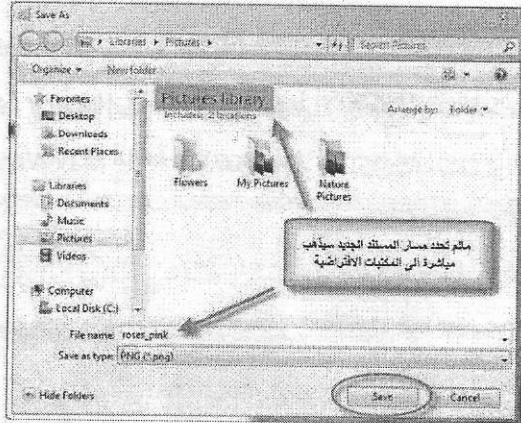 Save As
Libraries ▸ Pictures ▸
Search Pictures
Organize ▾ New folder
Favorites
Desktop
Downloads
Recent Places
Libraries
Documents
Music
Pictures
Videos
Computer
Local Disk (C:)
Pictures library
Includes: 2 locations
Arrange by: Folder ▾
Flowers
My Pictures
Nature
Pictures
مالم تحدد مسار المستند الجديد سيذهب
مباشرة الى المكتبات الافتراضية
File name: roses_pink
Save as type: PNG (*.png)
Hide Folders
Save
Cancel